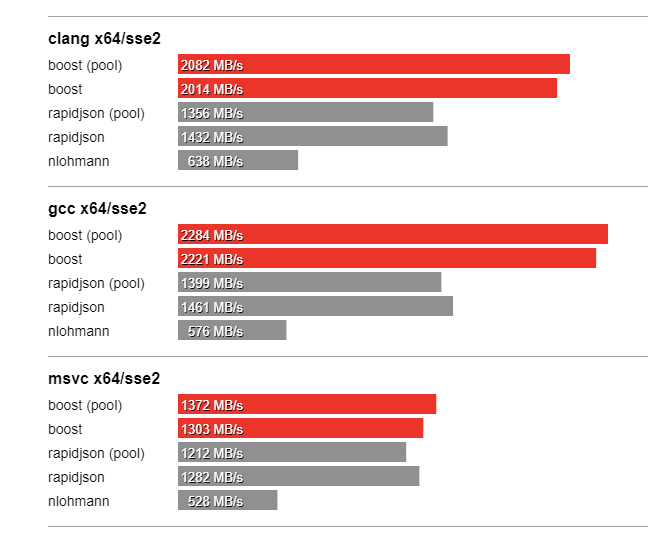 clang x64/sse2
boost (pool) 2082 MB/s
boost 2014 MB/s
rapidjson (pool) 1356 MB/s
rapidjson 1432 MB/s
nlohmann 638 MB/s
gcc x64/sse2
boost (pool) 2284 MB/s
boost 2221 MB/s
rapidjson (pool) 1399 MB/s
rapidjson 1461 MB/s
nlohmann 576 MB/s
msvc x64/sse2
boost (pool) 1372 MB/s
boost 1303 MB/s
rapidjson (pool) 1212 MB/s
rapidjson 1282 MB/s
nlohmann 528 MB/s